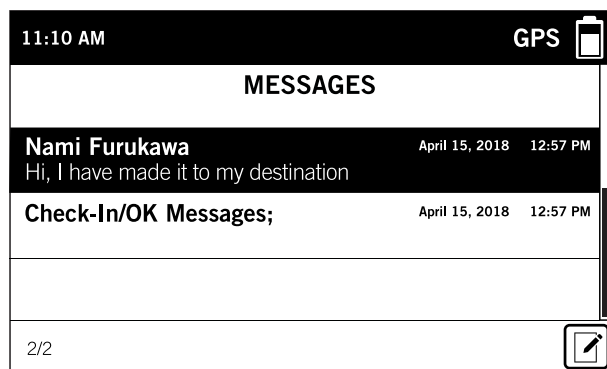 11:10 AM GPS
MESSAGES
Nami Furukawa April 15, 2018 12:57 PM
Hi, I have made it to my destination
Check-In/OK Messages; April 15, 2018 12:57 PM
2/2